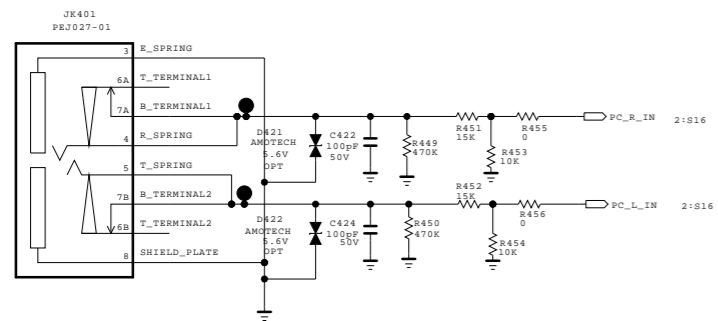 JK401
PEJ027-01
3 E_SPRING
6A T_TERMINAL1
7A B_TERMINAL1
4 R_SPRING
5 T_SPRING
7B B_TERMINAL2
6B T_TERMINAL2
8 SHIELD_PLATE
D421
AMOTECH
5.6V
OPT
C422
100pF
50V
R449
470K
R451
15K
R455
0
R453
10K
PC_R_IN 2:S16
D422
AMOTECH
5.6V
OPT
C424
100pF
50V
R450
470K
R452
15K
R456
0
R454
10K
PC_L_IN 2:S16